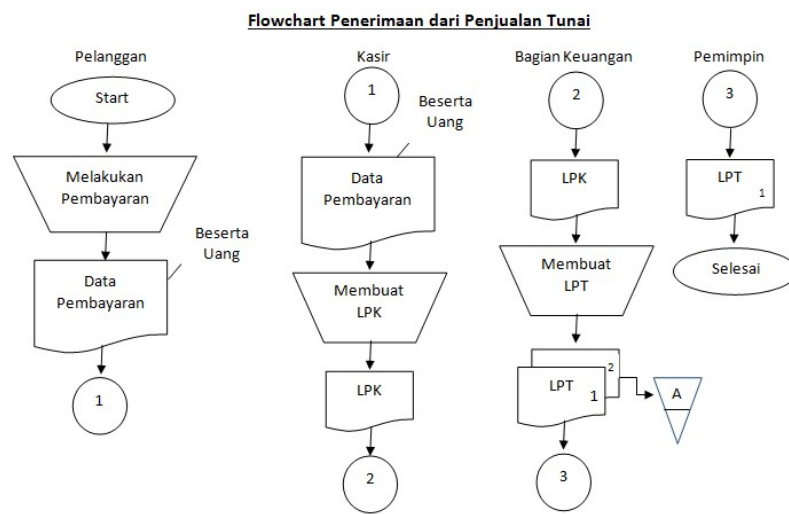 Flowchart Penerimaan dari Penjualan Tunai
Pelanggan
Start
Melakukan
Pembayaran
Beserta
Uang
Data
Pembayaran
1
Kasir
1
Beserta
Uang
Data
Pembayaran
Membuat
LPK
LPK
2
Bagian Keuangan
2
LPK
Membuat
LPT
2
LPT
1
A
3
Pemimpin
3
LPT
1
Selesai